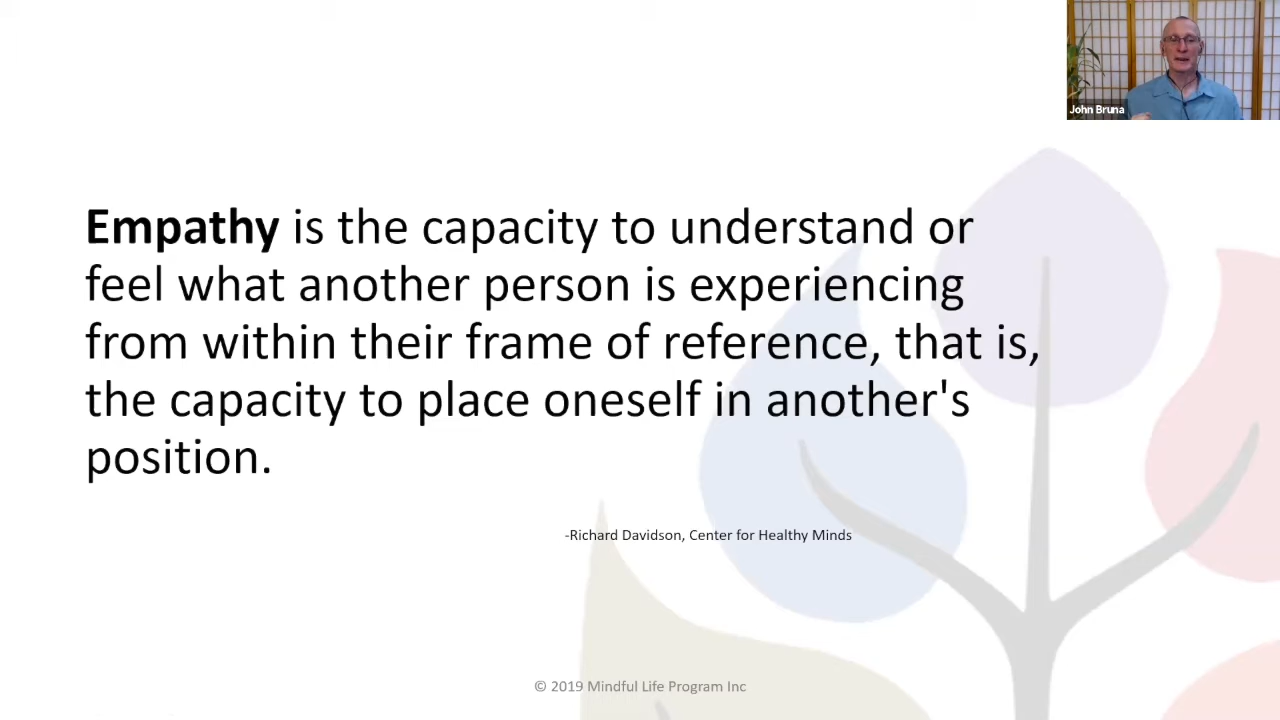 John Bruna
Empathy is the capacity to understand or
feel what another person is experiencing
from within their frame of reference, that is,
the capacity to place oneself in another's
position.
-Richard Davidson, Center for Healthy Minds
© 2019 Mindful Life Program Inc